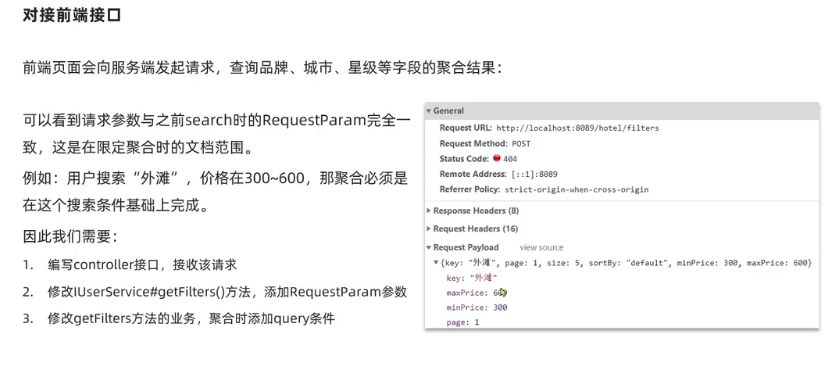 对接前端接口
前端页面会向服务端发起请求，查询品牌、城市、星级等字段的聚合结果：
可以看到请求参数与之前search时的RequestParam完全一
致，这是在限定聚合时的文档范围。
例如：用户搜索“外滩”，价格在300~600，那聚合必须是
在这个搜索条件基础上完成。
因此我们需要：
1. 编写controller接口，接收该请求
2. 修改IUserService#getFilters()方法，添加RequestParam参数
3. 修改getFilters方法的业务，聚合时添加query条件
General
Request URL: http://localhost:8089/hotel/filters
Request Method: POST
Status Code: 404
Remote Address: [::1]:8089
Referrer Policy: strict-origin-when-cross-origin
Response Headers (8)
Request Headers (16)
Request Payload view source
{key: "外滩", page: 1, size: 5, sortBy: "default", minPrice: 300, maxPrice: 600}
key: "外滩"
maxPrice: 600
minPrice: 300
page: 1